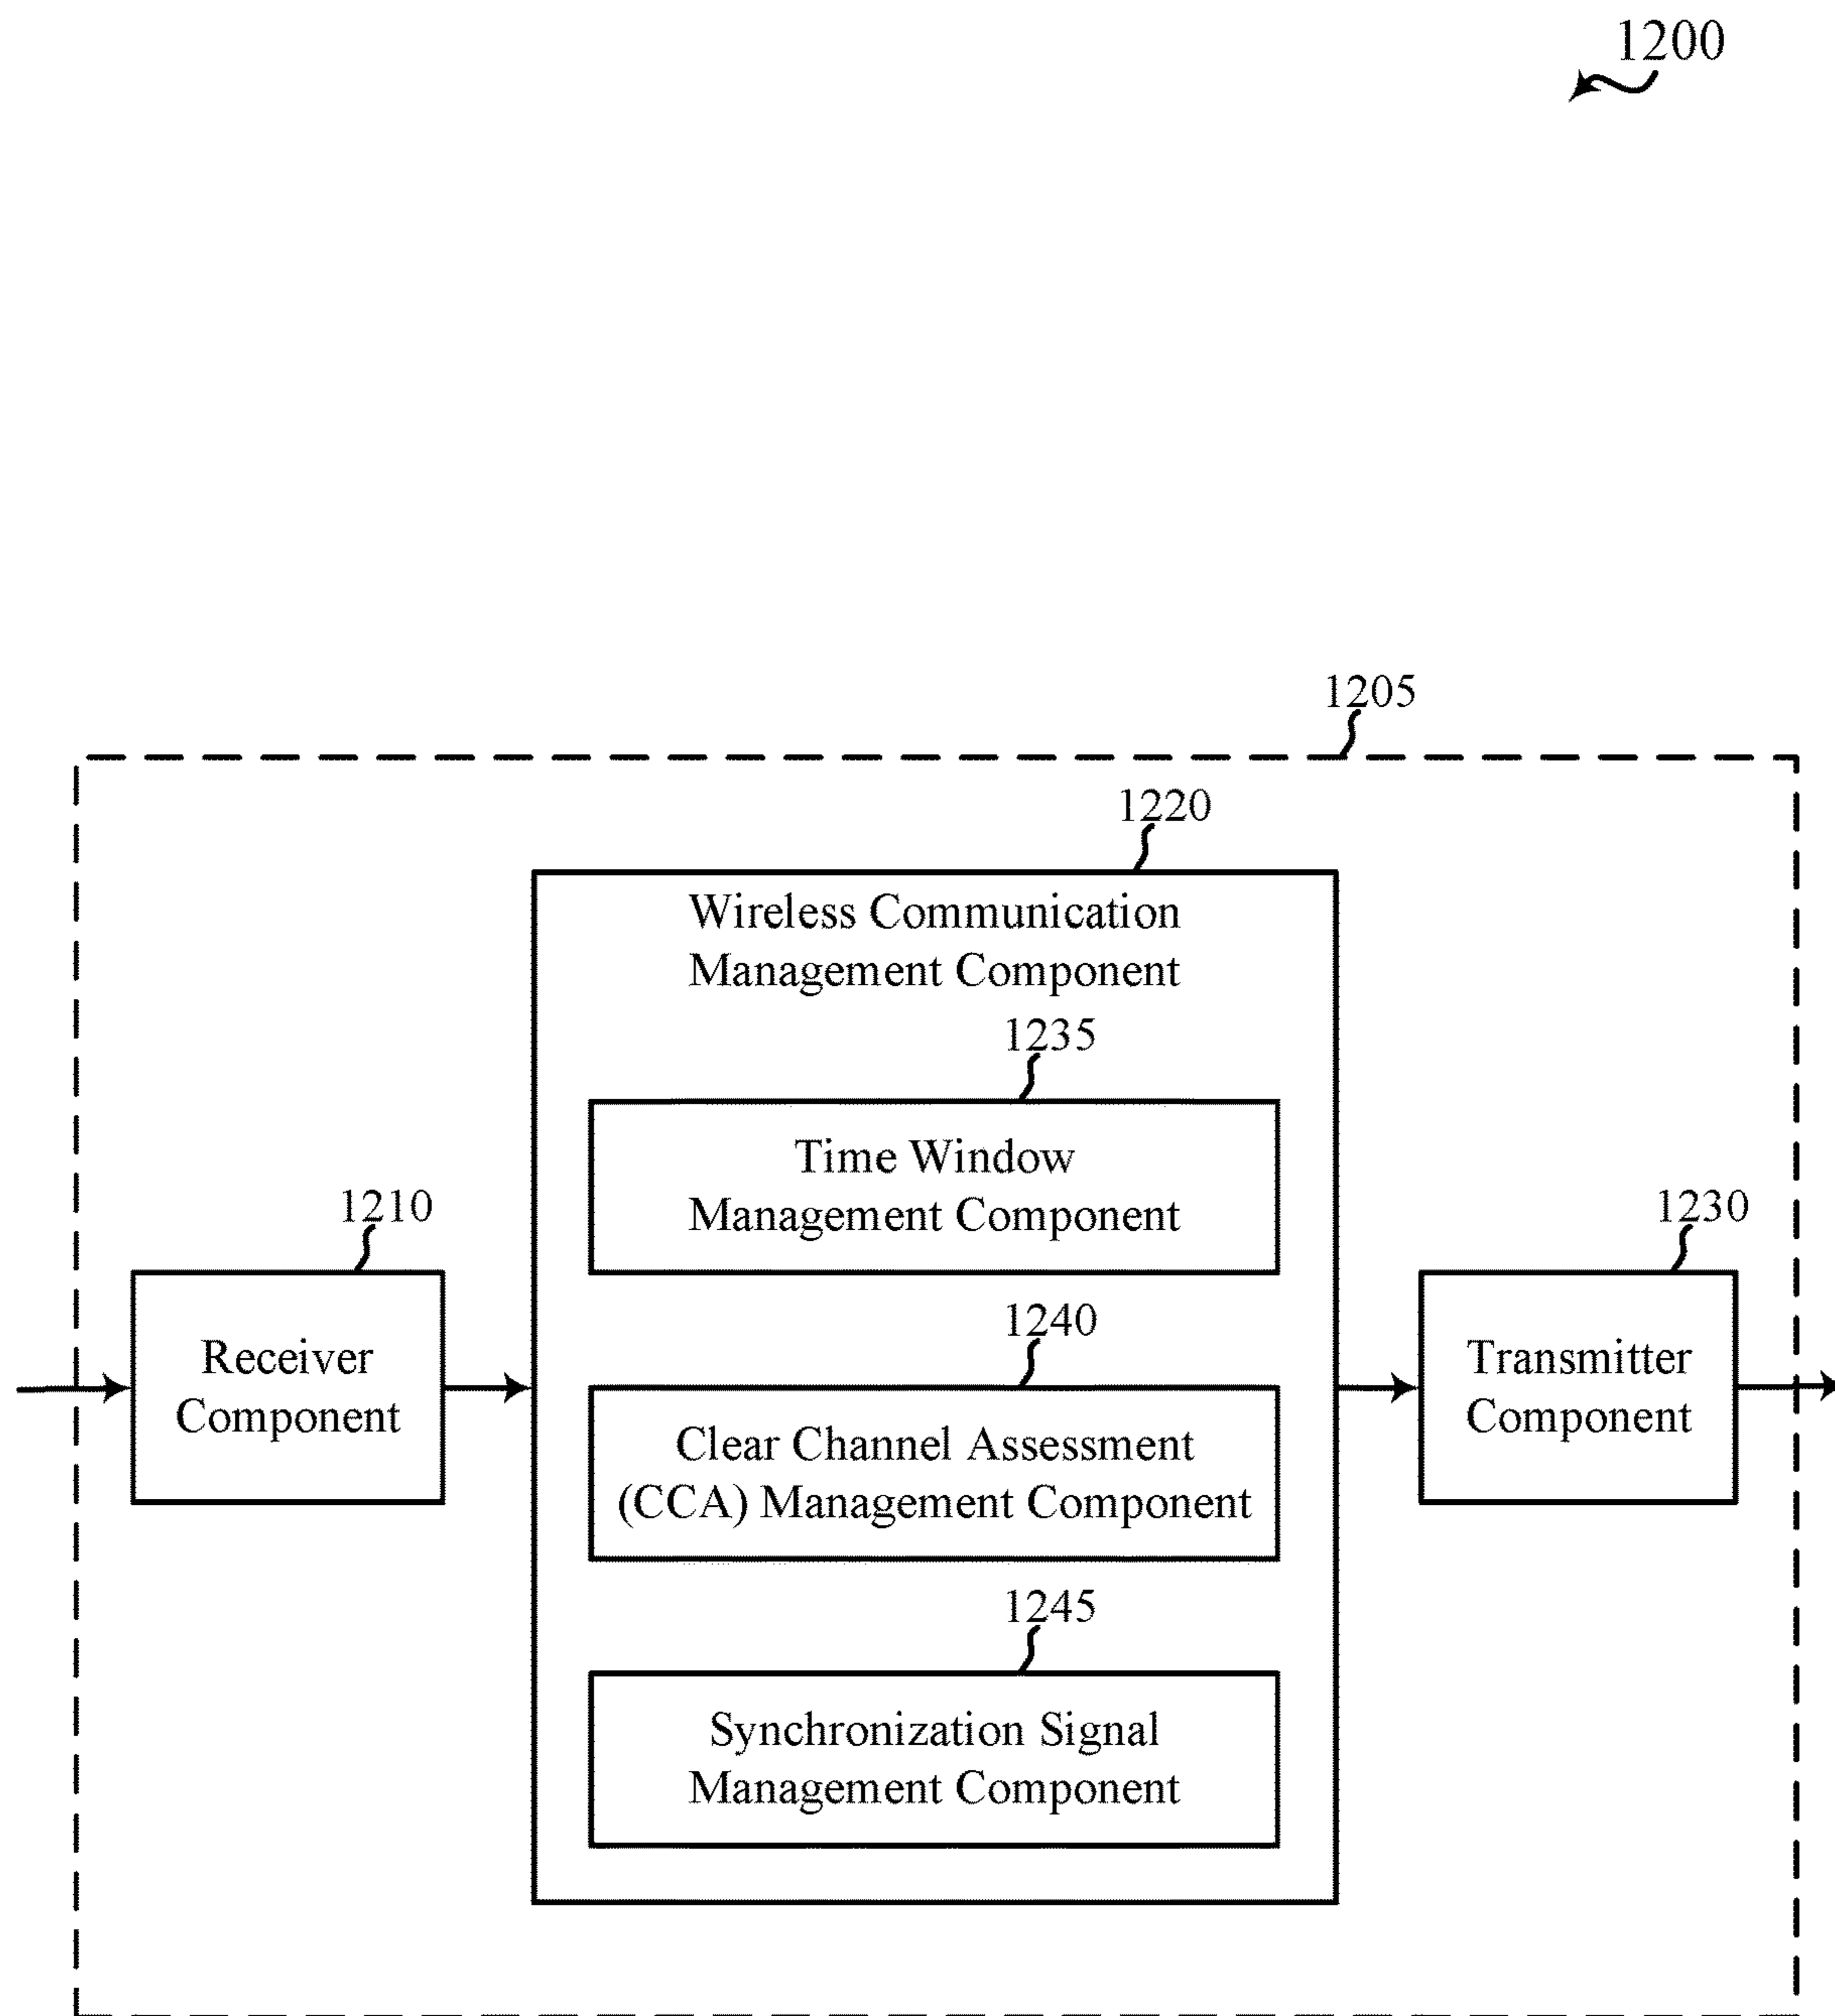 1200
1205
1220
Wireless Communication
Management Component
1235
Time Window
Management Component
1210
Receiver
Component
1240
Clear Channel Assessment
(CCA) Management Component
1230
Transmitter
Component
1245
Synchronization Signal
Management Component